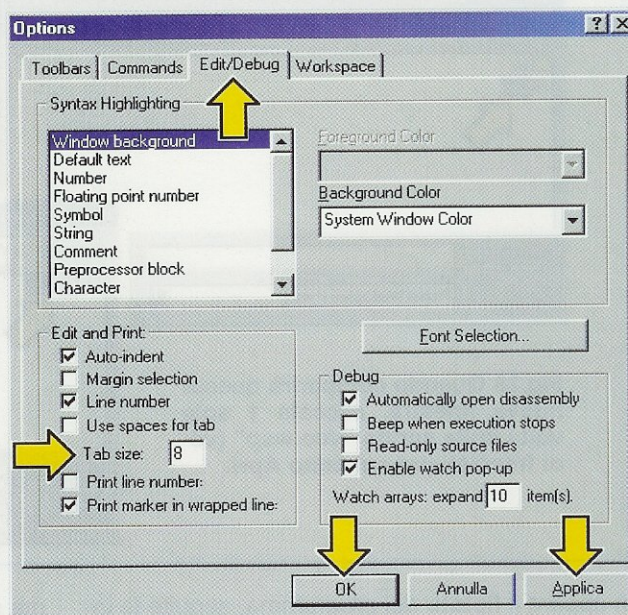 Options
Toolbars Commands Edit/Debug Workspace
Syntax Highlighting
Window background
Default text
Number
Floating point number
Symbol
String
Comment
Preprocessor block
Character
Foreground Color
Background Color
System Window Color
Edit and Print:
Auto-indent
Margin selection
Line number
Use spaces for tab
Tab size: 8
Print line number:
Print marker in wrapped line:
Font Selection...
Debug
Automatically open disassembly
Beep when execution stops
Read-only source files
Enable watch pop-up
Watch arrays: expand 10 item(s).
OK Annulla Applica